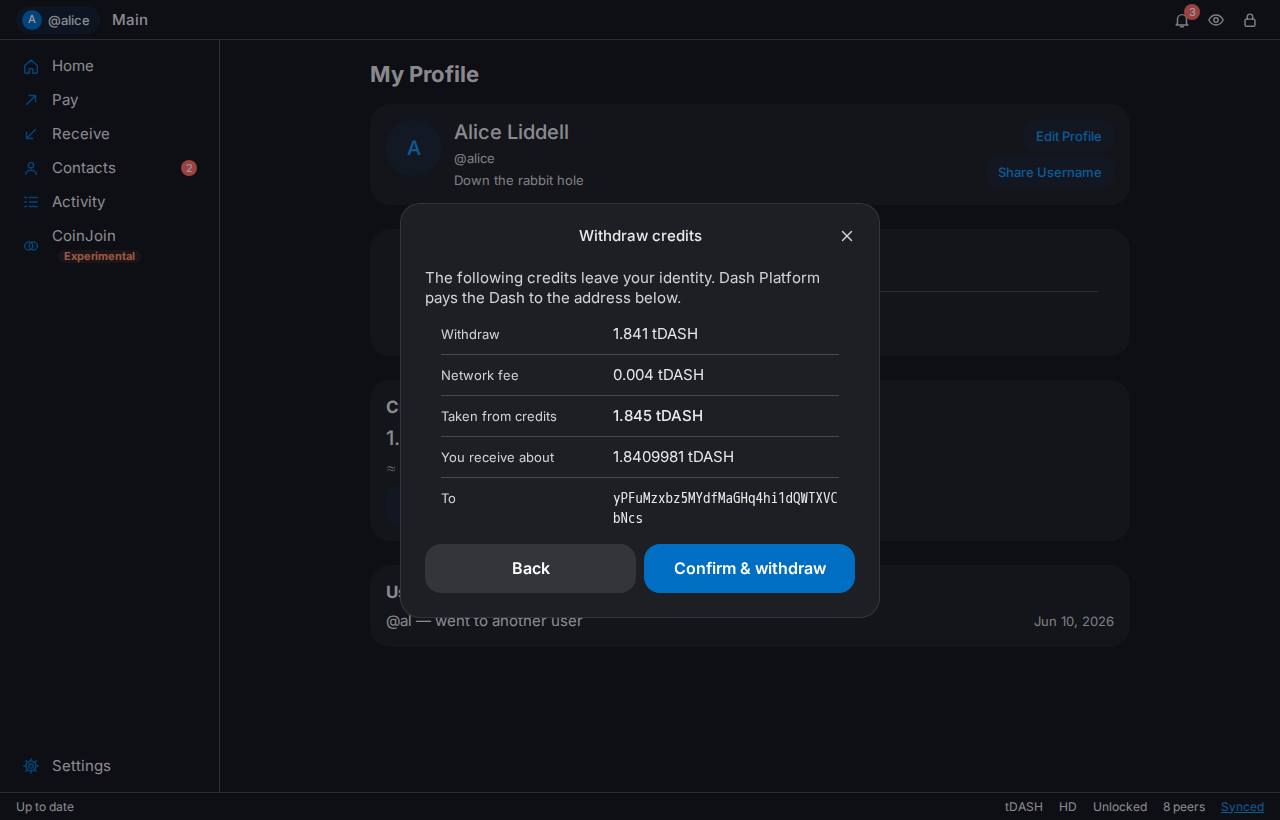 A @alice Main 3
Home
Pay
Receive
Contacts 2
Activity
CoinJoin
Experimental
Settings
My Profile
A
Alice Liddell
@alice
Down the rabbit hole
Edit Profile
Share Username
Withdraw credits
The following credits leave your identity. Dash Platform
pays the Dash to the address below.
Withdraw 1.841 tDASH
Network fee 0.004 tDASH
Taken from credits 1.845 tDASH
You receive about 1.8409981 tDASH
To yPFuMzxbz5MYdfMaGHq4hi1dQWTXVC
bNcs
Back Confirm & withdraw
@al — went to another user Jun 10, 2026
Up to date tDASH HD Unlocked 8 peers Synced